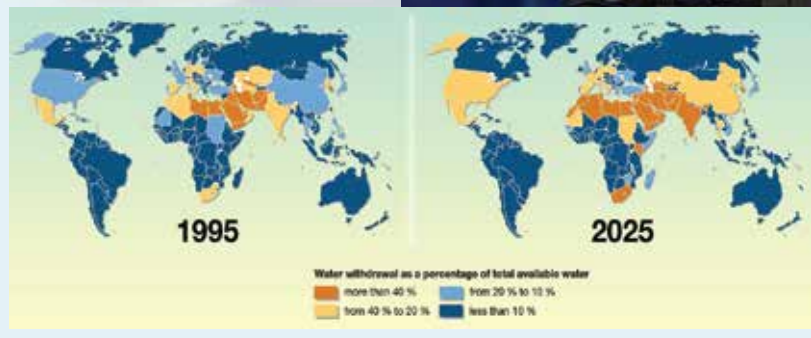 1995
2025
Water withdrawal as a percentage of total available water
more than 40 %
from 20 % to 10 %
from 40 % to 20 %
less than 10 %